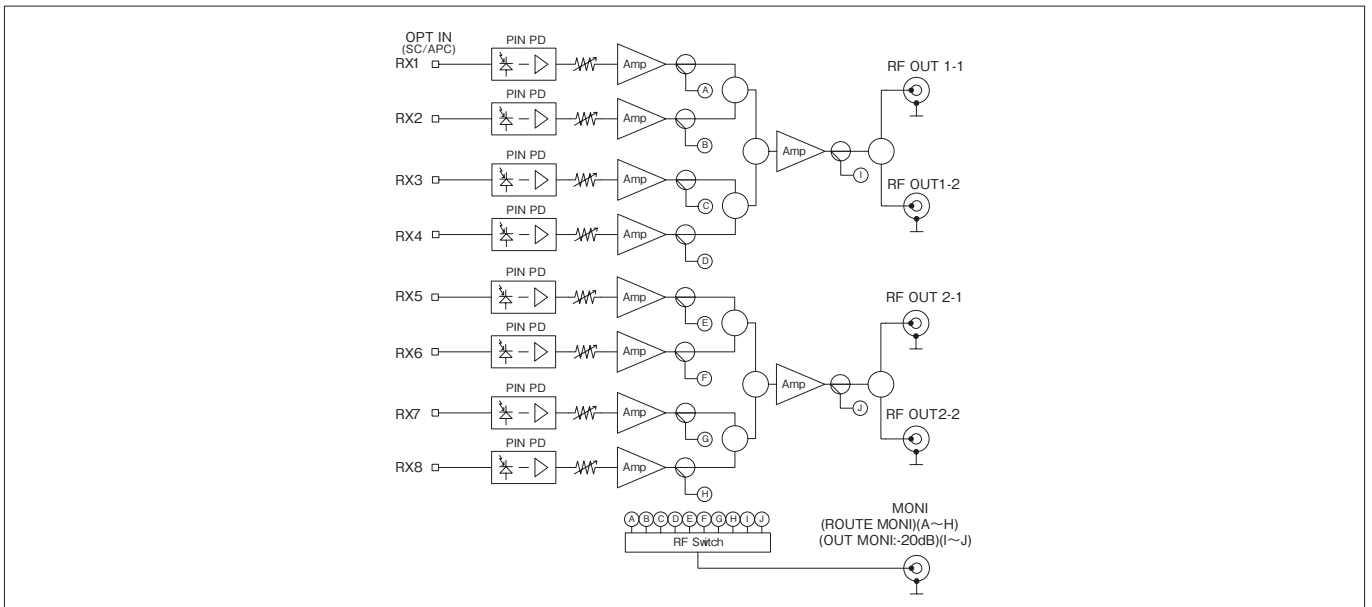 OPT IN
(SC/APC)
PIN PD
RX1
Amp
A
RF OUT 1-1
PIN PD
RX2
Amp
B
Amp
I
PIN PD
RX3
Amp
C
RF OUT1-2
PIN PD
RX4
Amp
D
PIN PD
RX5
Amp
E
RF OUT 2-1
PIN PD
RX6
Amp
F
Amp
J
PIN PD
RX7
Amp
G
RF OUT2-2
PIN PD
RX8
Amp
H
A B C D E F G H I J
RF Switch
MONI
(ROUTE MONI)(A～H)
(OUT MONI:-20dB)(I～J)